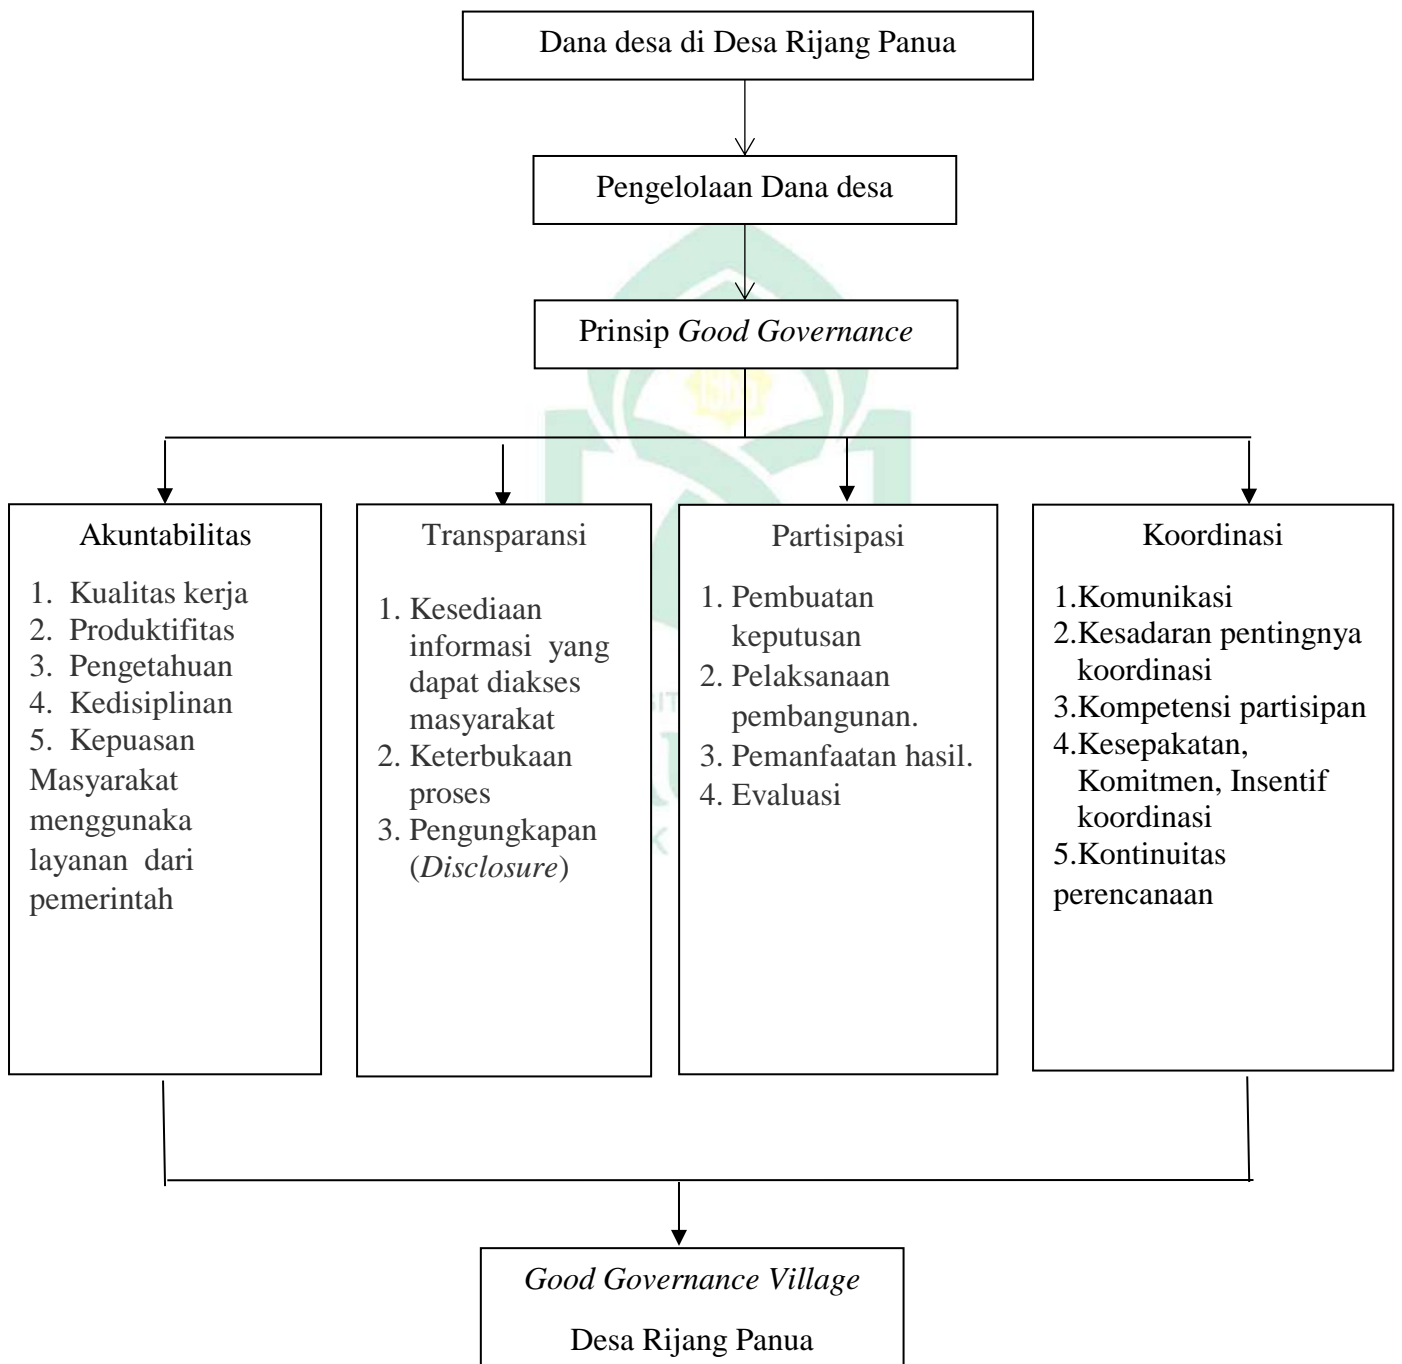 Dana desa di Desa Rijang Panua
Pengelolaan Dana desa
Prinsip Good Governance
Akuntabilitas
1. Kualitas kerja
2. Produktifitas
3. Pengetahuan
4. Kedisiplinan
5. Kepuasan
Masyarakat
menggunaka
layanan dari
pemerintah
Transparansi
1. Kesediaan
informasi yang
dapat diakses
masyarakat
2. Keterbukaan
proses
3. Pengungkapan
(Disclosure)
Partisipasi
1. Pembuatan
keputusan
2. Pelaksanaan
pembangunan.
3. Pemanfaatan hasil.
4. Evaluasi
Koordinasi
1.Komunikasi
2.Kesadaran pentingnya
koordinasi
3.Kompetensi partisipan
4.Kesepakatan,
Komitmen, Insentif
koordinasi
5.Kontinuitas
perencanaan
Good Governance Village
Desa Rijang Panua